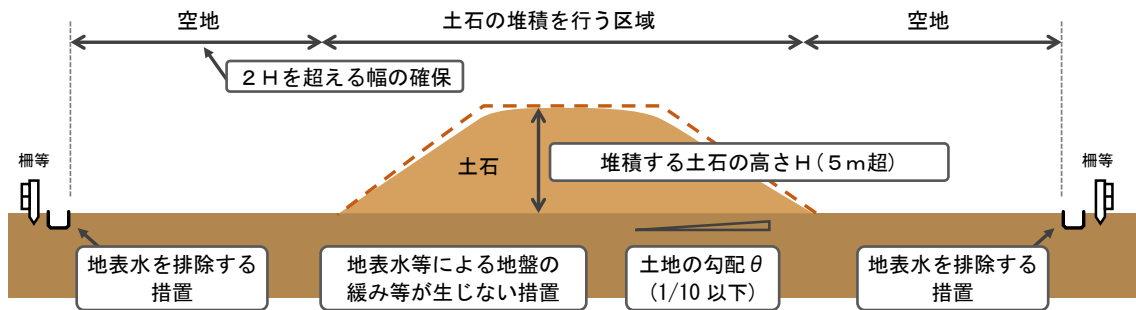 空地
土石の堆積を行う区域
空地
２Ｈを超える幅の確保
柵等
土石
堆積する土石の高さＨ（５ｍ超）
柵等
地表水を排除する
措置
地表水等による地盤の
緩み等が生じない措置
土地の勾配θ
(1/10 以下)
地表水を排除する
措置